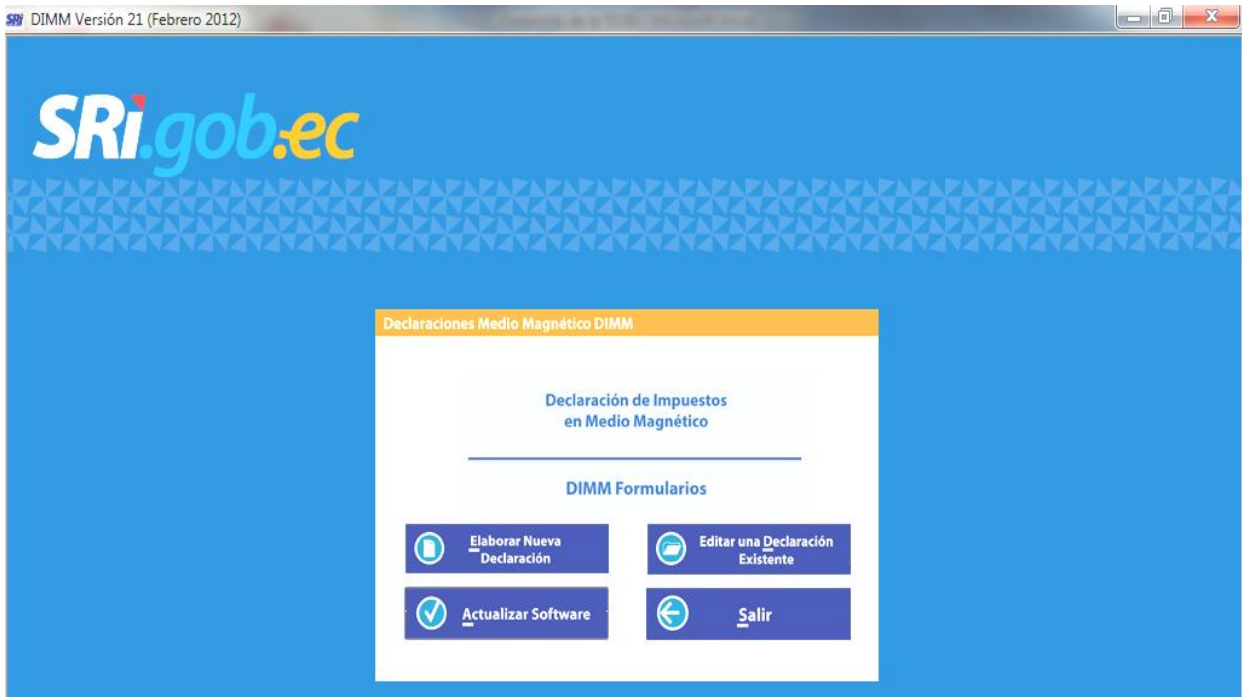 SRi DIMM Versión 21 (Febrero 2012)
SRi.gob.ec
Declaraciones Medio Magnético DIMM
Declaración de Impuestos
en Medio Magnético
DIMM Formularios
Elaborar Nueva
Declaración
Editar una Declaración
Existente
Actualizar Software
Salir